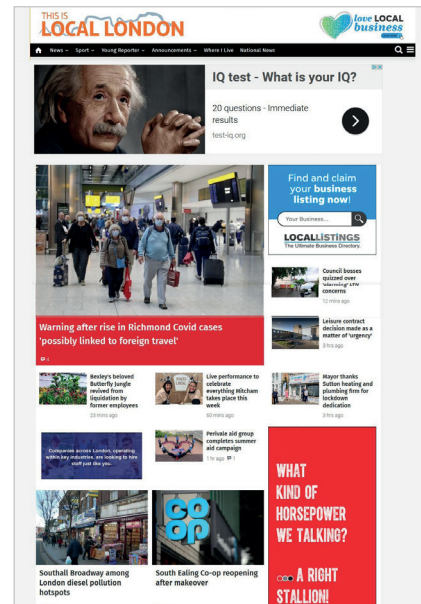 THIS IS
LOCAL LONDON
love LOCAL
business
News
Sport
Young Reporter
Announcements
Where I Live
National News
IQ test - What is your IQ?
20 questions - Immediate
results
test-iq.org
Find and claim
your business
listing now!
Your Business...
LOCALLISTINGS
The Ultimate Business Directory.
Warning after rise in Richmond Covid cases
'possibly linked to foreign travel'
4
Council bosses
quizzed over
concerns
12 mins ago
Leisure contract
decision made as a
matter of 'urgency'
3 hrs ago
Bexley's beloved
Butterfly Jungle
revived from
liquidation by
former employees
23 mins ago
Live performance to
celebrate
everything Mitcham
takes place this
week
60 mins ago
Mayor thanks
Sutton heating and
plumbing firm for
lockdown
dedication
3 hrs ago
Companies across London, operating
within key industries, are looking to hire
staff just like you.
Perivale aid group
completes summer
aid campaign
1 hr ago 1
WHAT
KIND OF
HORSEPOWER
WE TALKING?
A RIGHT
STALLION!
co
op
Southall Broadway among
London diesel pollution
hotspots
South Ealing Co-op reopening
after makeover